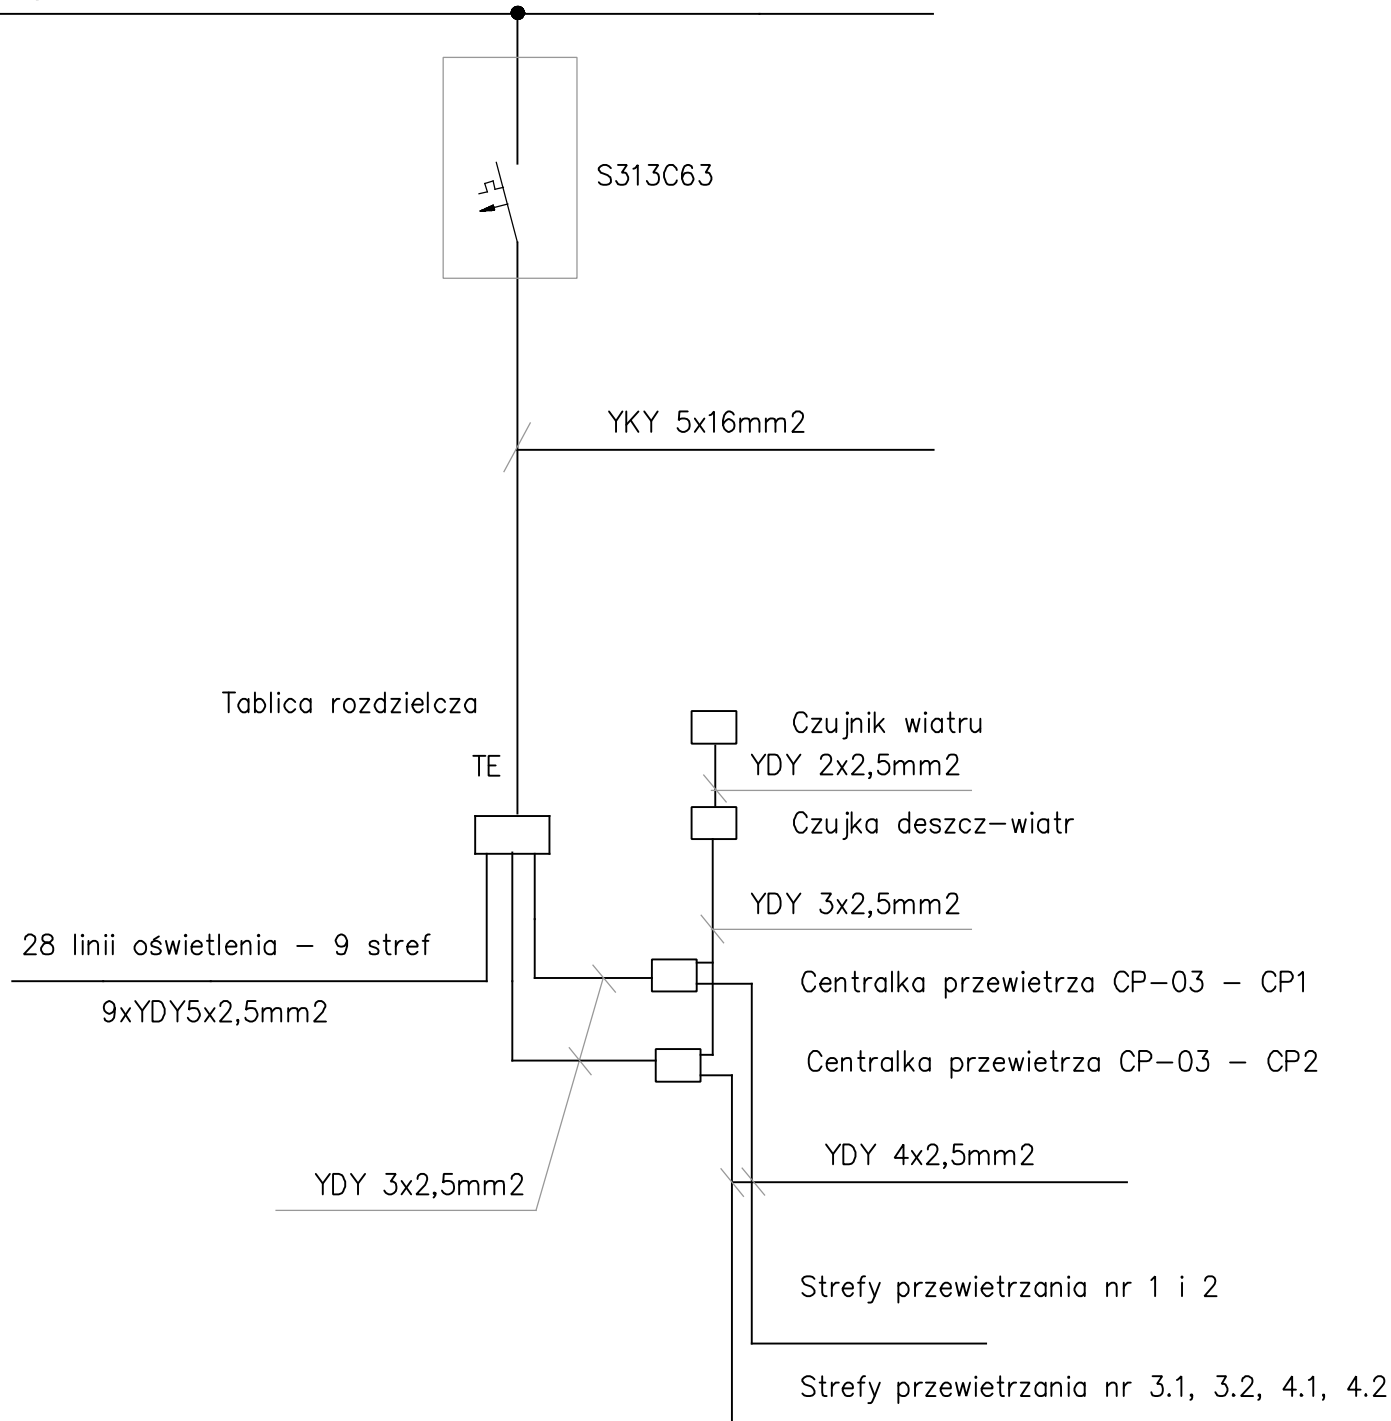 S313C63
YKY 5x16mm2
Tablica rozdzielcza
TE
Czujnik wiatru
YDY 2x2,5mm2
Czujka deszcz-wiatr
YDY 3x2,5mm2
28 linii oświetlenia - 9 stref
9xYDY5x2,5mm2
Centralka przewietrza CP-03 - CP1
Centralka przewietrza CP-03 - CP2
YDY 4x2,5mm2
YDY 3x2,5mm2
Strefy przewietrzania nr 1 i 2
Strefy przewietrzania nr 3.1, 3.2, 4.1, 4.2